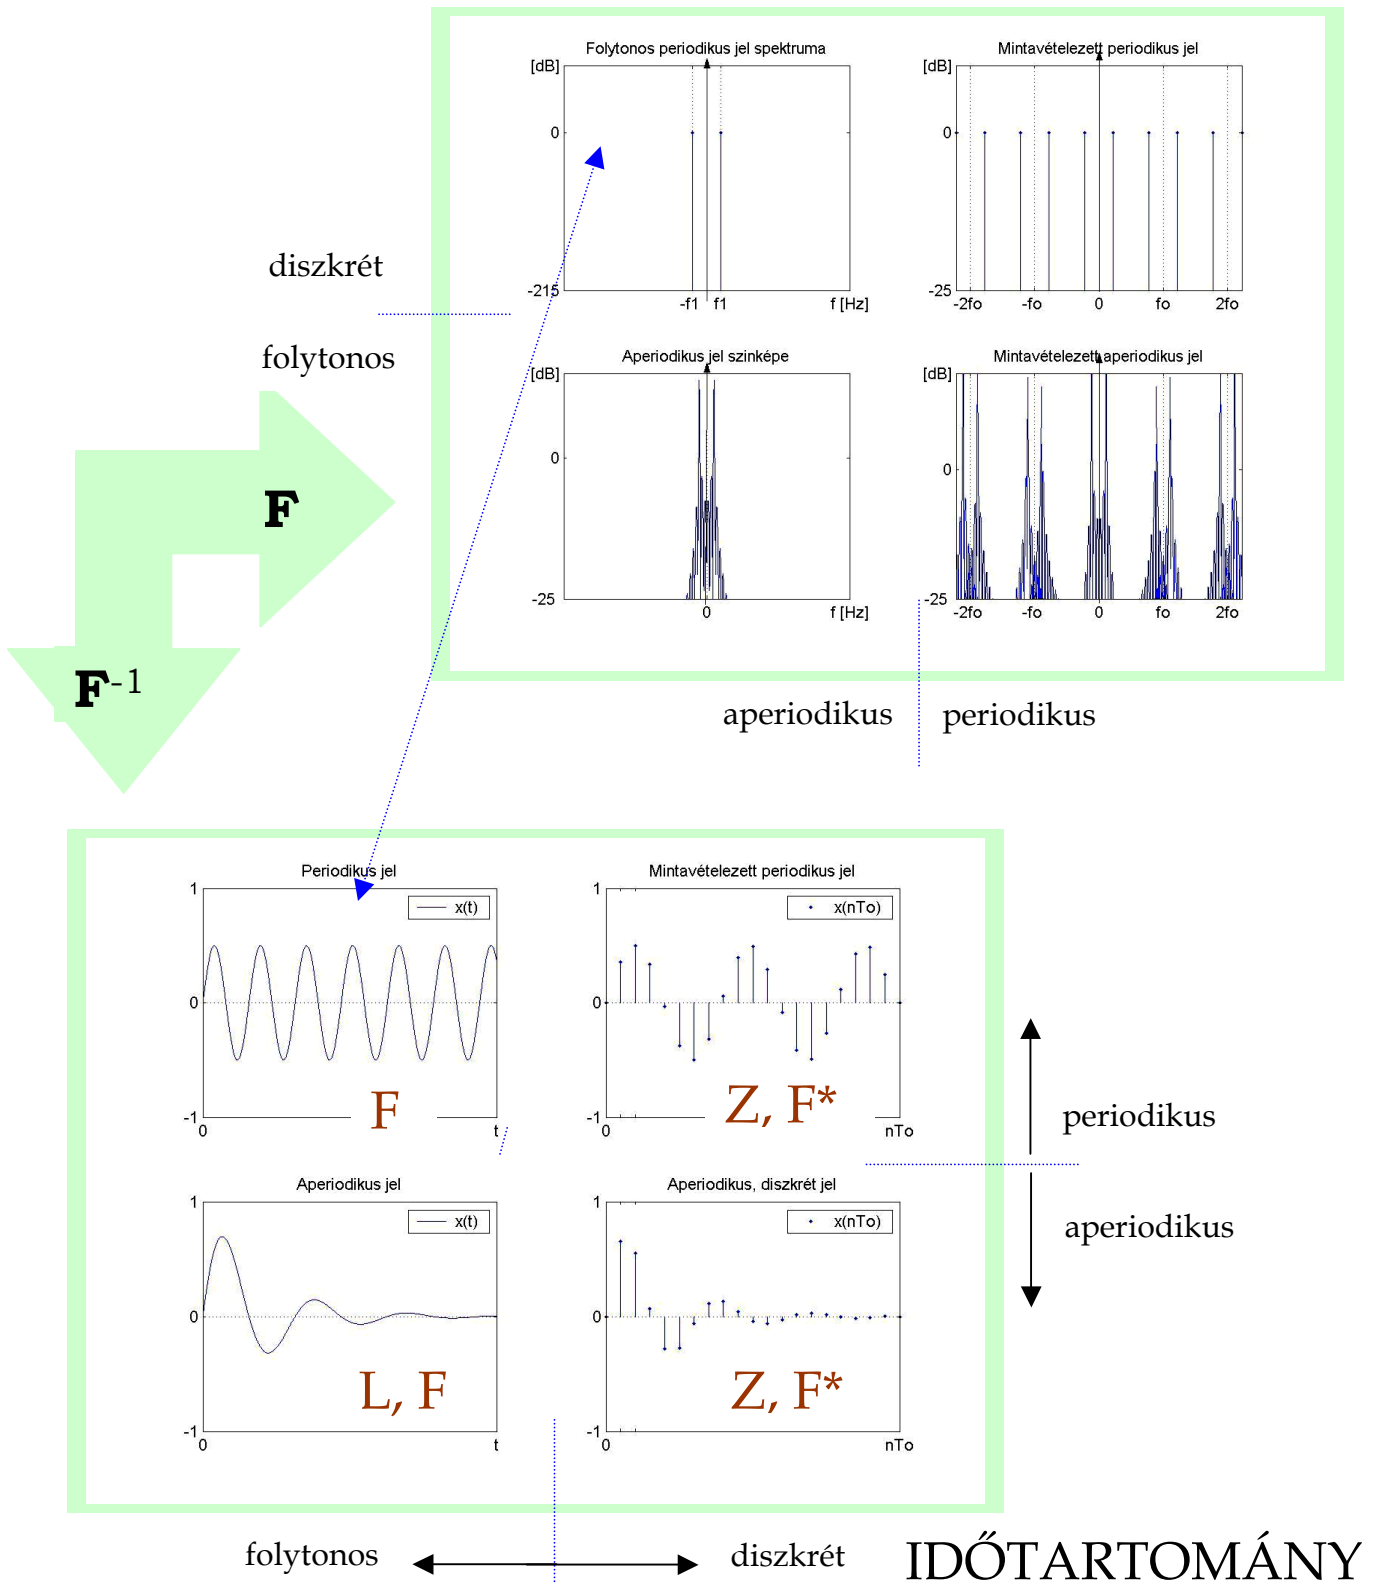 Folytonos periodikus jel spektruma
[dB]
0
-215
-f1 f1 f [Hz]
Mintavételezett periodikus jel
[dB]
0
-25
-2fo -fo 0 fo 2fo
diszkrét
folytonos
Aperiodikus jel szinképe
[dB]
0
-25
0 f [Hz]
Mintavételezett aperiodikus jel
[dB]
0
-25
-2fo -fo 0 fo 2fo
F
F-1
aperiodikus periodikus
Periodikus jel
1
x(t)
0
F
-1
0 t
Mintavételezett periodikus jel
1
x(nTo)
0
Z, F*
-1
0 nTo
periodikus
aperiodikus
Aperiodikus jel
1
x(t)
0
L, F
-1
0 t
Aperiodikus, diszkrét jel
1
x(nTo)
0
Z, F*
-1
0 nTo
folytonos diszkrét
IDŐTARTOMÁNY